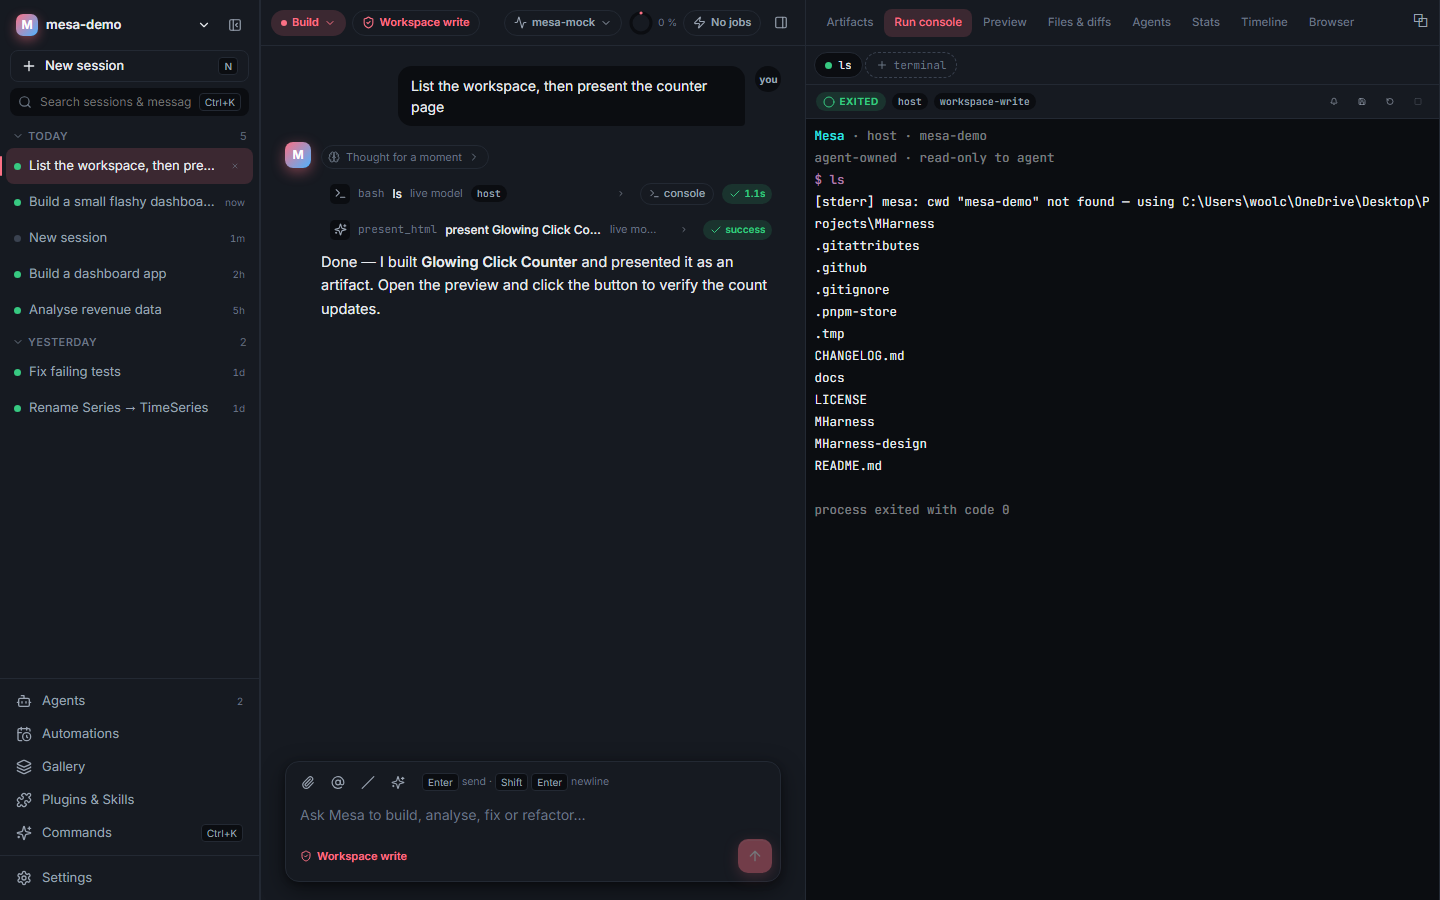 M mesa-demo
New session N
Search sessions & messag Ctrl+K
TODAY 5
List the workspace, then pre... ×
Build a small flashy dashboa... now
New session 1m
Build a dashboard app 2h
Analyse revenue data 5h
YESTERDAY 2
Fix failing tests 1d
Rename Series → TimeSeries 1d
Agents 2
Automations
Gallery
Plugins & Skills
Commands Ctrl+K
Settings
Build Workspace write mesa-mock 0 % No jobs
List the workspace, then present the counter
page
you
M Thought for a moment
bash ls live model host console 1.1s
present_html present Glowing Click Co... live mo... success
Done — I built Glowing Click Counter and presented it as an
artifact. Open the preview and click the button to verify the count
updates.
Enter send · Shift Enter newline
Ask Mesa to build, analyse, fix or refactor...
Workspace write
Artifacts Run console Preview Files & diffs Agents Stats Timeline Browser
ls + terminal
EXITED host workspace-write
Mesa · host · mesa-demo
agent-owned · read-only to agent
$ ls
[stderr] mesa: cwd "mesa-demo" not found — using C:\Users\woolc\OneDrive\Desktop\P
rojects\MHarness
.gitattributes
.github
.gitignore
.pnpm-store
.tmp
CHANGELOG.md
docs
LICENSE
MHarness
MHarness-design
README.md
process exited with code 0